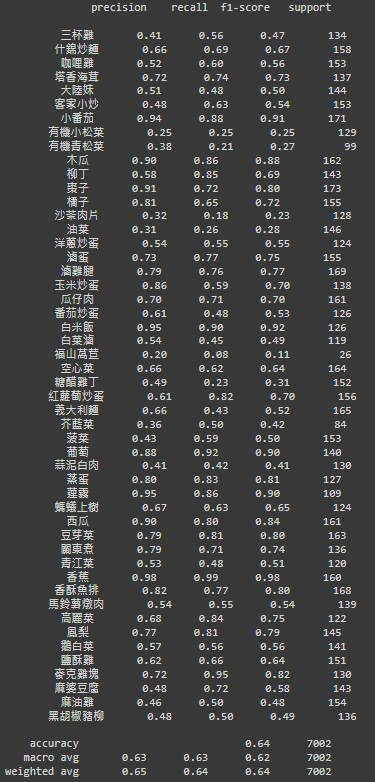 precision recall f1-score support
三杯雞 0.41 0.56 0.47 134
什錦炒麵 0.66 0.69 0.67 158
咖哩雞 0.52 0.60 0.56 153
塔香海茸 0.72 0.74 0.73 137
大陸妹 0.51 0.48 0.50 144
客家小炒 0.48 0.63 0.54 153
小番茄 0.94 0.88 0.91 171
有機小松菜 0.25 0.25 0.25 129
有機青松菜 0.38 0.21 0.27 99
木瓜 0.90 0.86 0.88 162
柳丁 0.58 0.85 0.69 143
棗子 0.91 0.72 0.80 173
橘子 0.81 0.65 0.72 155
沙茶肉片 0.32 0.18 0.23 128
油菜 0.31 0.26 0.28 146
洋蔥炒蛋 0.54 0.55 0.55 124
滷蛋 0.73 0.77 0.75 155
滷雞腿 0.79 0.76 0.77 169
玉米炒蛋 0.86 0.59 0.70 138
瓜仔肉 0.70 0.71 0.70 161
番茄炒蛋 0.61 0.48 0.53 126
白米飯 0.95 0.90 0.92 126
白菜滷 0.54 0.45 0.49 119
福山萵苣 0.20 0.08 0.11 26
空心菜 0.66 0.62 0.64 164
糖醋雞丁 0.49 0.23 0.31 152
紅蘿蔔炒蛋 0.61 0.82 0.70 156
義大利麵 0.66 0.43 0.52 165
芥藍菜 0.36 0.50 0.42 84
菠菜 0.43 0.59 0.50 153
葡萄 0.88 0.92 0.90 140
蒜泥白肉 0.41 0.42 0.41 130
蒸蛋 0.80 0.83 0.81 127
蓮霧 0.95 0.86 0.90 109
螞蟻上樹 0.67 0.63 0.65 124
西瓜 0.90 0.80 0.84 161
豆芽菜 0.79 0.81 0.80 163
關東煮 0.79 0.71 0.74 136
青江菜 0.53 0.48 0.51 120
香蕉 0.98 0.99 0.98 160
香酥魚排 0.82 0.77 0.80 168
馬鈴薯燉肉 0.54 0.55 0.54 139
高麗菜 0.68 0.84 0.75 122
鳳梨 0.77 0.81 0.79 145
鵝白菜 0.57 0.56 0.56 141
鹽酥雞 0.62 0.66 0.64 151
麥克雞塊 0.72 0.95 0.82 130
麻婆豆腐 0.48 0.72 0.58 143
麻油雞 0.46 0.50 0.48 154
黑胡椒豬柳 0.48 0.50 0.49 136
accuracy 0.64 7002
macro avg 0.63 0.63 0.62 7002
weighted avg 0.65 0.64 0.64 7002